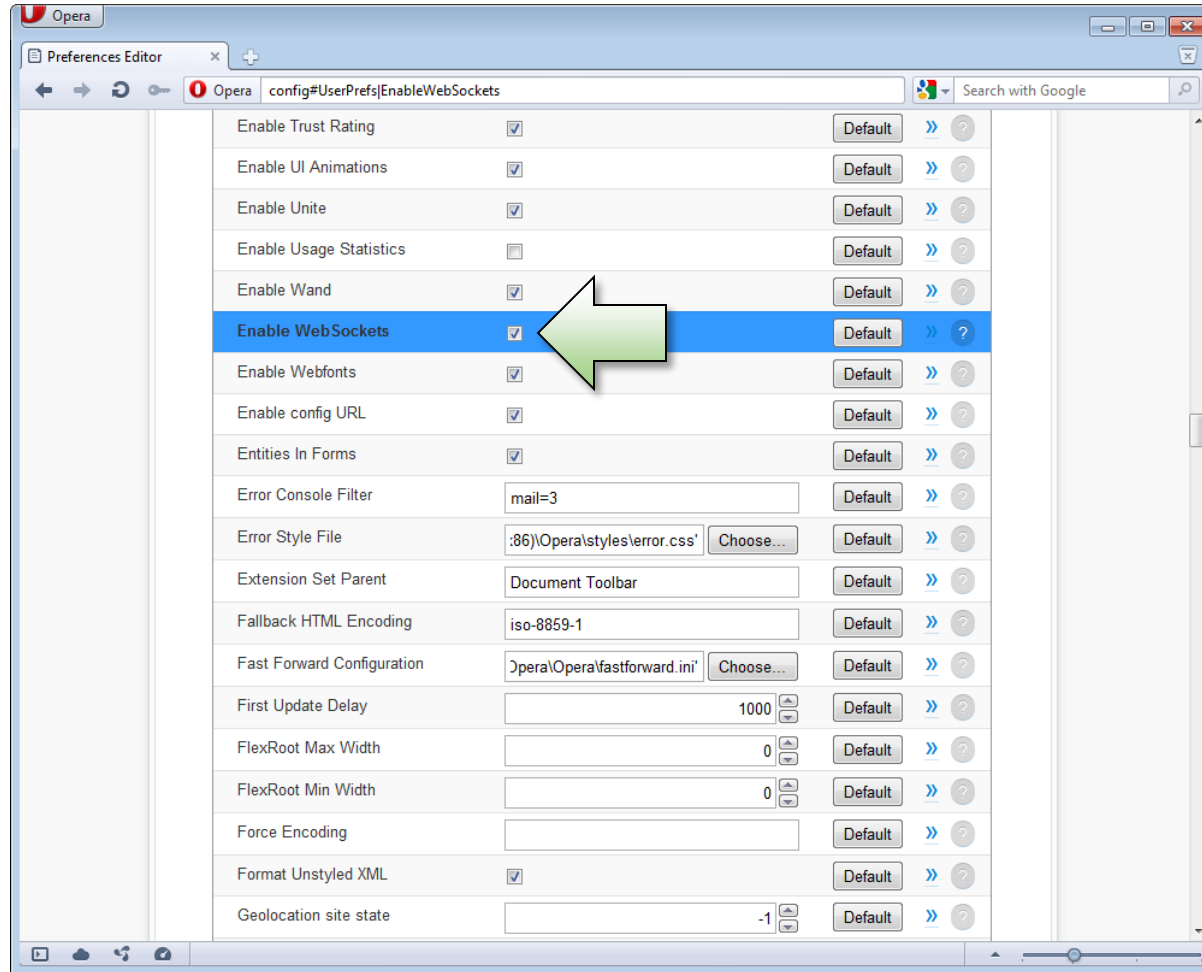 Opera
Preferences Editor
Opera config#UserPrefs|EnableWebSockets Search with Google
Enable Trust Rating Default » ?
Enable UI Animations Default » ?
Enable Unite Default » ?
Enable Usage Statistics Default » ?
Enable Wand Default » ?
Enable WebSockets Default » ?
Enable Webfonts Default » ?
Enable config URL Default » ?
Entities In Forms Default » ?
Error Console Filter mail=3 Default » ?
Error Style File :86)\Opera\styles\error.css" Choose... Default » ?
Extension Set Parent Document Toolbar Default » ?
Fallback HTML Encoding iso-8859-1 Default » ?
Fast Forward Configuration Opera\Opera\fastforward.ini" Choose... Default » ?
First Update Delay 1000 Default » ?
FlexRoot Max Width 0 Default » ?
FlexRoot Min Width 0 Default » ?
Force Encoding Default » ?
Format Unstyled XML Default » ?
Geolocation site state -1 Default » ?